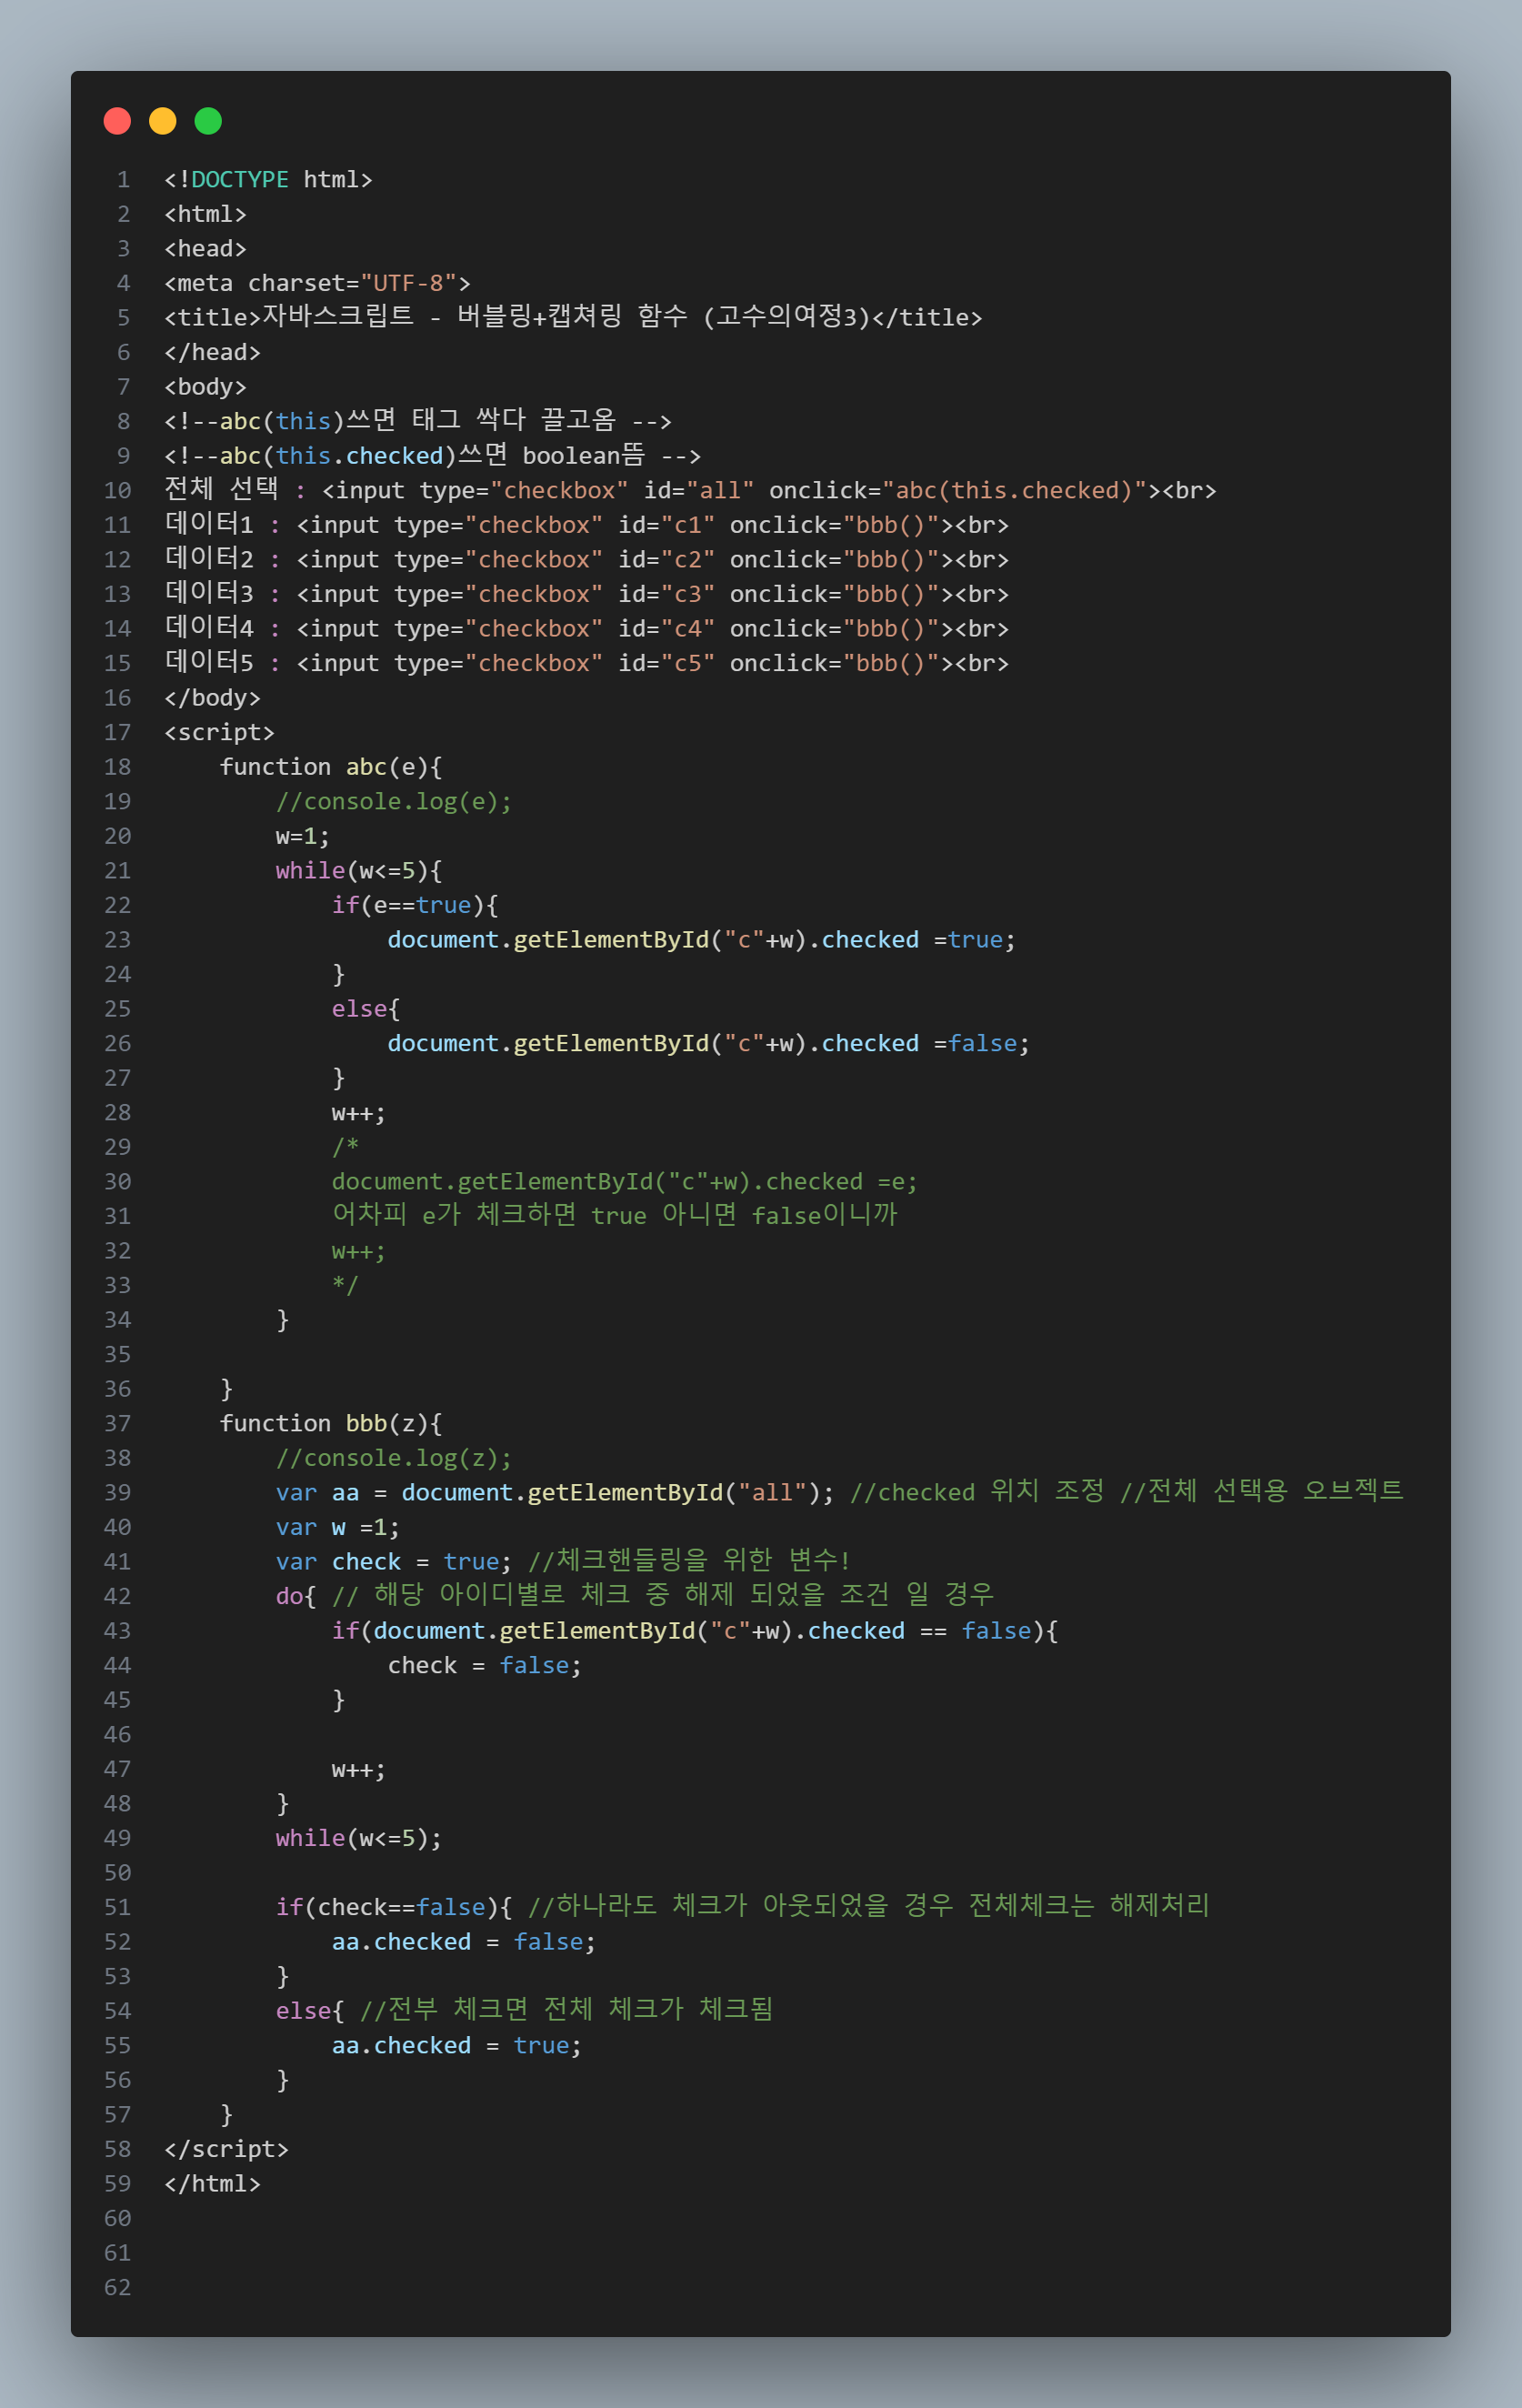 1 <!DOCTYPE html>
2 <html>
3 <head>
4 <meta charset="UTF-8">
5 <title>자바스크립트 - 버블링+캡쳐링 함수 (고수의여정3)</title>
6 </head>
7 <body>
8 <!--abc(this)쓰면 태그 싹다 끌고옴 -->
9 <!--abc(this.checked)쓰면 boolean뜸 -->
10 전체 선택 : <input type="checkbox" id="all" onclick="abc(this.checked)"><br>
11 데이터1 : <input type="checkbox" id="c1" onclick="bbb()"><br>
12 데이터2 : <input type="checkbox" id="c2" onclick="bbb()"><br>
13 데이터3 : <input type="checkbox" id="c3" onclick="bbb()"><br>
14 데이터4 : <input type="checkbox" id="c4" onclick="bbb()"><br>
15 데이터5 : <input type="checkbox" id="c5" onclick="bbb()"><br>
16 </body>
17 <script>
18     function abc(e){
19         //console.log(e);
20         w=1;
21         while(w<=5){
22             if(e==true){
23                 document.getElementById("c"+w).checked =true;
24             }
25             else{
26                 document.getElementById("c"+w).checked =false;
27             }
28             w++;
29             /*
30             document.getElementById("c"+w).checked =e;
31             어차피 e가 체크하면 true 아니면 false이니까
32             w++;
33             */
34         }
35
36     }
37     function bbb(z){
38         //console.log(z);
39         var aa = document.getElementById("all"); //checked 위치 조정 //전체 선택용 오브젝트
40         var w =1;
41         var check = true; //체크핸들링을 위한 변수!
42         do{ // 해당 아이디별로 체크 중 해제 되었을 조건 일 경우
43             if(document.getElementById("c"+w).checked == false){
44                 check = false;
45             }
46
47             w++;
48         }
49         while(w<=5);
50
51         if(check==false){ //하나라도 체크가 아웃되었을 경우 전체체크는 해제처리
52             aa.checked = false;
53         }
54         else{ //전부 체크면 전체 체크가 체크됨
55             aa.checked = true;
56         }
57     }
58 </script>
59 </html>
60
61
62